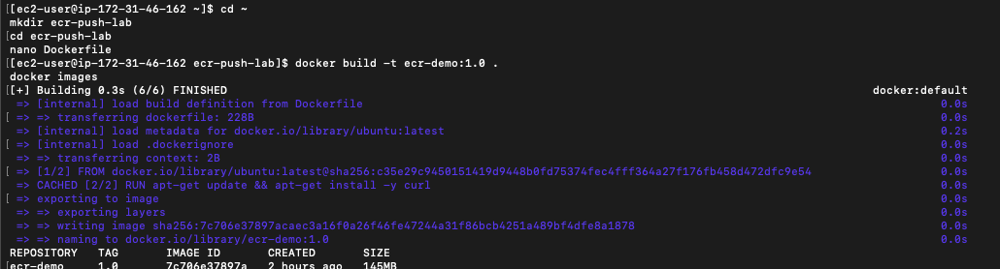 [[ec2-user@ip-172-31-46-162 ~]$ cd ~
mkdir ecr-push-lab
[cd ecr-push-lab
nano Dockerfile
[[ec2-user@ip-172-31-46-162 ecr-push-lab]$ docker build -t ecr-demo:1.0 .
docker images
[[+] Building 0.3s (6/6) FINISHED docker:default
=> [internal] load build definition from Dockerfile 0.0s
[ => => transferring dockerfile: 228B 0.0s
=> [internal] load metadata for docker.io/library/ubuntu:latest 0.2s
[ => [internal] load .dockerignore 0.0s
=> => transferring context: 2B 0.0s
[ => [1/2] FROM docker.io/library/ubuntu:latest@sha256:c35e29c9450151419d9448b0fd75374fec4fff364a27f176fb458d472dfc9e54 0.0s
=> CACHED [2/2] RUN apt-get update && apt-get install -y curl 0.0s
[ => exporting to image 0.0s
=> => exporting layers 0.0s
=> => writing image sha256:7c706e37897acaec3a16f0a26f46fe47244a31f86bcb4251a489bf4dfe8a1878 0.0s
=> => naming to docker.io/library/ecr-demo:1.0 0.0s
REPOSITORY TAG IMAGE ID CREATED SIZE
[ecr-demo 1.0 7c706e37897a 2 hours ago 145MB